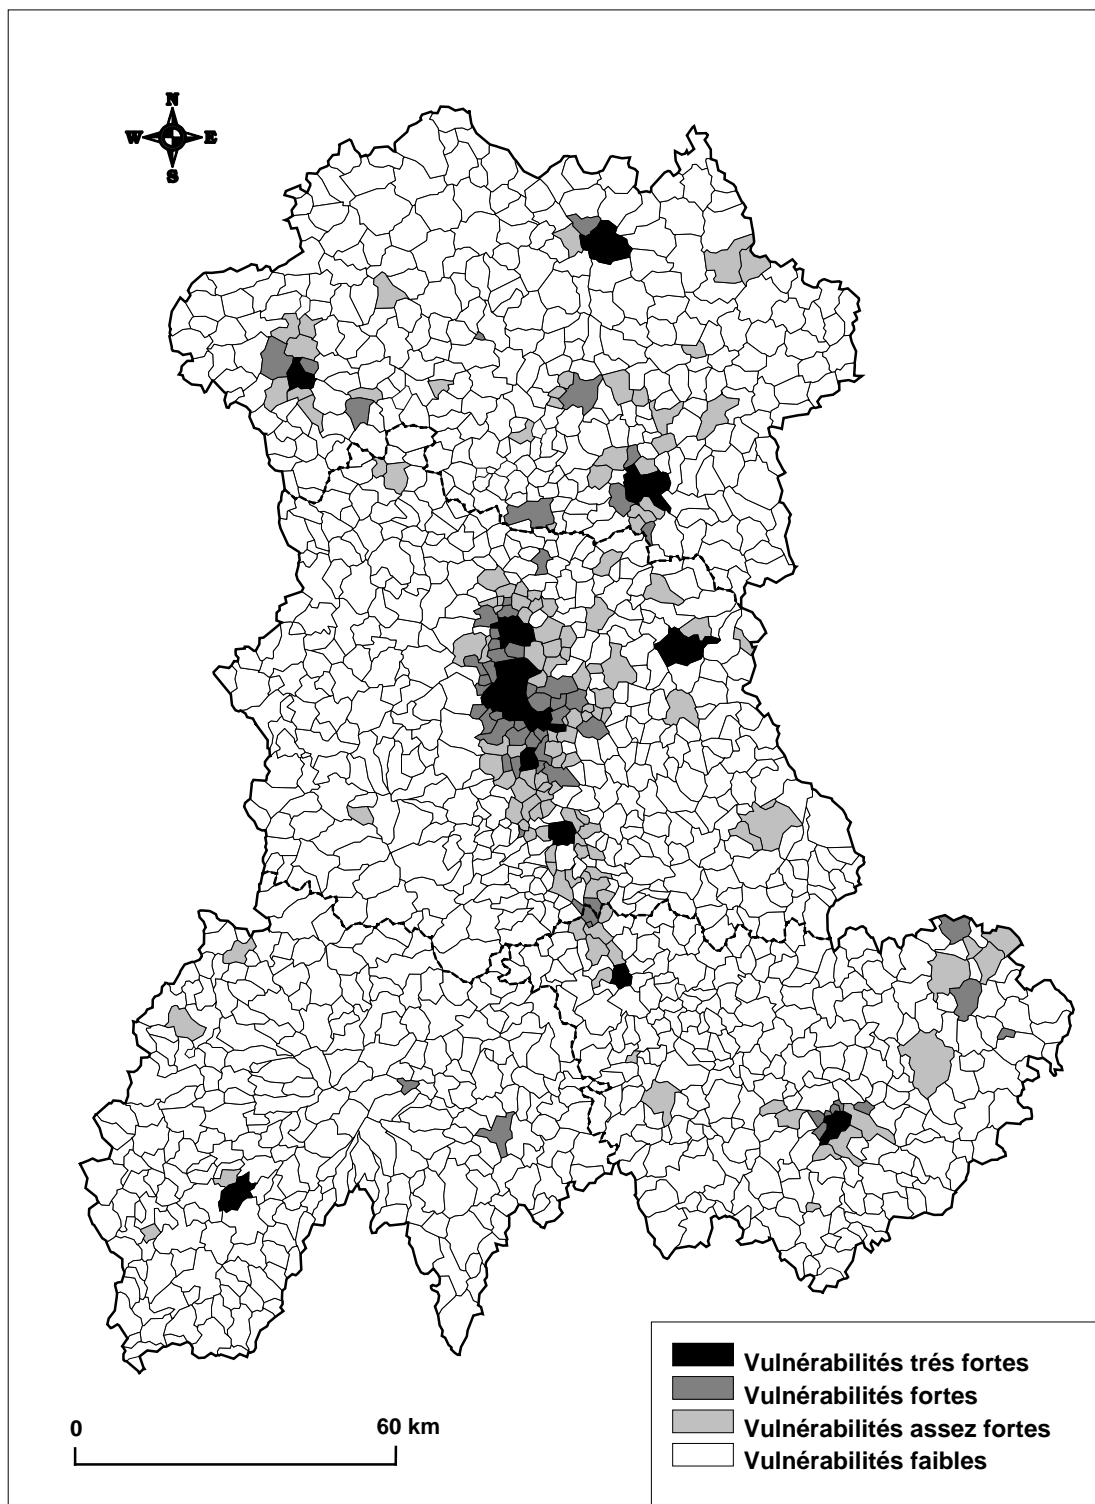 N
W E
S
Vulnérabilités trés fortes
Vulnérabilités fortes
Vulnérabilités assez fortes
Vulnérabilités faibles
0 60 km